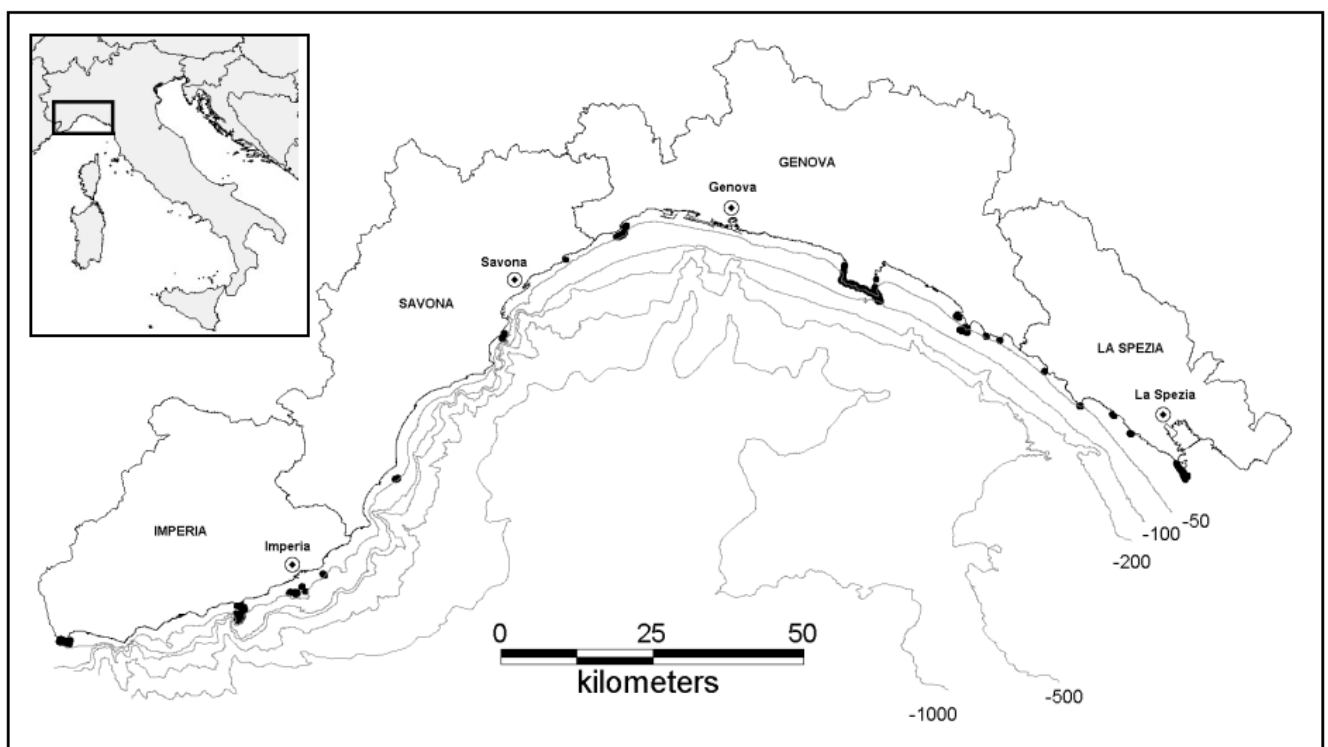 GENOVA
Genova
Savona
SAVONA
LA SPEZIA
La Spezia
IMPERIA
Imperia
-50
-100
-200
0 25 50
kilometers
-500
-1000